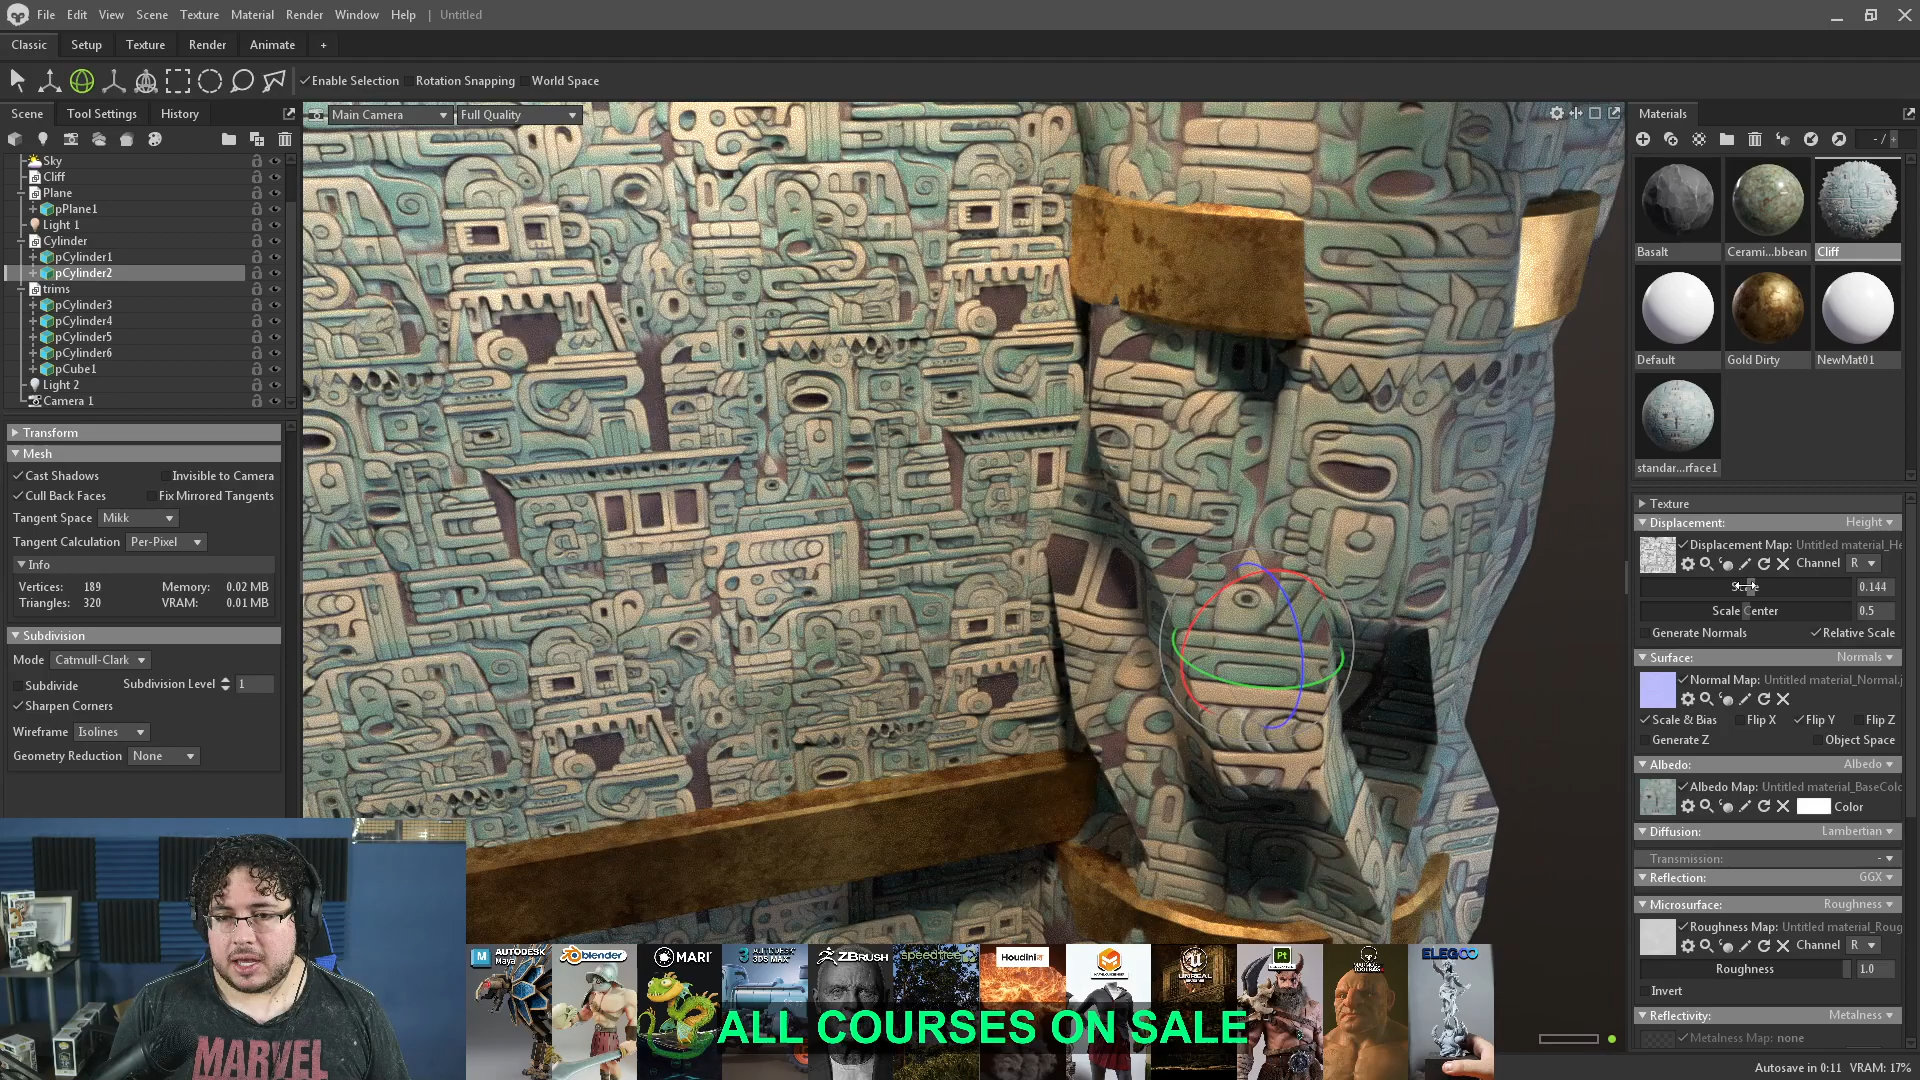 File Edit View Scene Texture Material Render Window Help | Untitled
Classic Setup Texture Render Animate +
Enable Selection Rotation Snapping World Space
Scene Tool Settings History
Main Camera Full Quality
Materials
Sky
Cliff
Plane
pPlane1
Light 1
Cylinder
pCylinder1
pCylinder2
trims
pCylinder3
pCylinder4
pCylinder5
pCylinder6
pCube1
Light 2
Camera 1
Transform
Mesh
Cast Shadows Invisible to Camera
Cull Back Faces Fix Mirrored Tangents
Tangent Space Mikk
Tangent Calculation Per-Pixel
Info
Vertices: 189 Memory: 0.02 MB
Triangles: 320 VRAM: 0.01 MB
Subdivision
Mode Catmull-Clark
Subdivide Subdivision Level 1
Sharpen Corners
Wireframe Isolines
Geometry Reduction None
Basalt Cerami...bbean Cliff
Default Gold Dirty NewMat01
standar...rface1
Texture
Displacement: Height
Displacement Map: Untitled material_He
Channel R
0.144
Scale Center 0.5
Generate Normals Relative Scale
Surface: Normals
Normal Map: Untitled material_Normal.j
Scale & Bias Flip X Flip Y Flip Z
Generate Z Object Space
Albedo: Albedo
Albedo Map: Untitled material_BaseColo
Color
Diffusion: Lambertian
Transmission: -
Reflection: GGX
Microsurface: Roughness
Roughness Map: Untitled material_Roug
Channel R
Roughness 1.0
Invert
Reflectivity: Metalness
Metalness Map: none
Autosave in 0:11 VRAM: 17%
MARVEL
M AUTODESK Maya
blender
MARI
3DS MAX
ZBRUSH
speedtree
Houdini
UNREAL
Pt
ELEGOO
ALL COURSES ON SALE